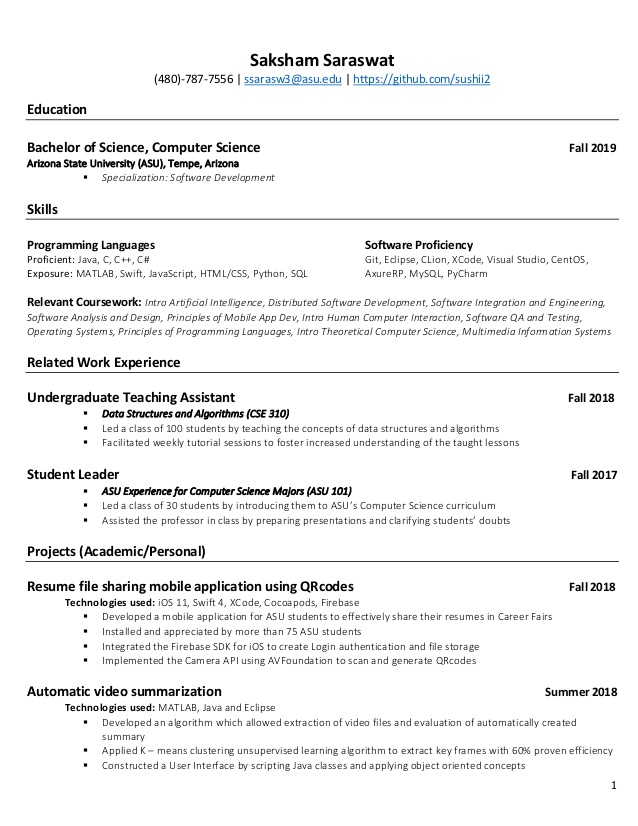 Saksham Saraswat
(480)-787-7556 | ssarasw3@asu.edu | https://github.com/sushii2
Education
Bachelor of Science, Computer Science Fall 2019
Arizona State University (ASU), Tempe, Arizona
▪ Specialization: Software Development
Skills
Programming Languages Software Proficiency
Proficient: Java, C, C++, C# Git, Eclipse, CLion, XCode, Visual Studio, CentOS,
Exposure: MATLAB, Swift, JavaScript, HTML/CSS, Python, SQL AxureRP, MySQL, PyCharm
Relevant Coursework: Intro Artificial Intelligence, Distributed Software Development, Software Integration and Engineering,
Software Analysis and Design, Principles of Mobile App Dev, Intro Human Computer Interaction, Software QA and Testing,
Operating Systems, Principles of Programming Languages, Intro Theoretical Computer Science, Multimedia Information Systems
Related Work Experience
Undergraduate Teaching Assistant Fall 2018
▪ Data Structures and Algorithms (CSE 310)
▪ Led a class of 100 students by teaching the concepts of data structures and algorithms
▪ Facilitated weekly tutorial sessions to foster increased understanding of the taught lessons
Student Leader Fall 2017
▪ ASU Experience for Computer Science Majors (ASU 101)
▪ Led a class of 30 students by introducing them to ASU's Computer Science curriculum
▪ Assisted the professor in class by preparing presentations and clarifying students' doubts
Projects (Academic/Personal)
Resume file sharing mobile application using QRcodes Fall 2018
Technologies used: iOS 11, Swift 4, XCode, Cocoapods, Firebase
▪ Developed a mobile application for ASU students to effectively share their resumes in Career Fairs
▪ Installed and appreciated by more than 75 ASU students
▪ Integrated the Firebase SDK for iOS to create Login authentication and file storage
▪ Implemented the Camera API using AVFoundation to scan and generate QRcodes
Automatic video summarization Summer 2018
Technologies used: MATLAB, Java and Eclipse
▪ Developed an algorithm which allowed extraction of video files and evaluation of automatically created
summary
▪ Applied K – means clustering unsupervised learning algorithm to extract key frames with 60% proven efficiency
▪ Constructed a User Interface by scripting Java classes and applying object oriented concepts
1